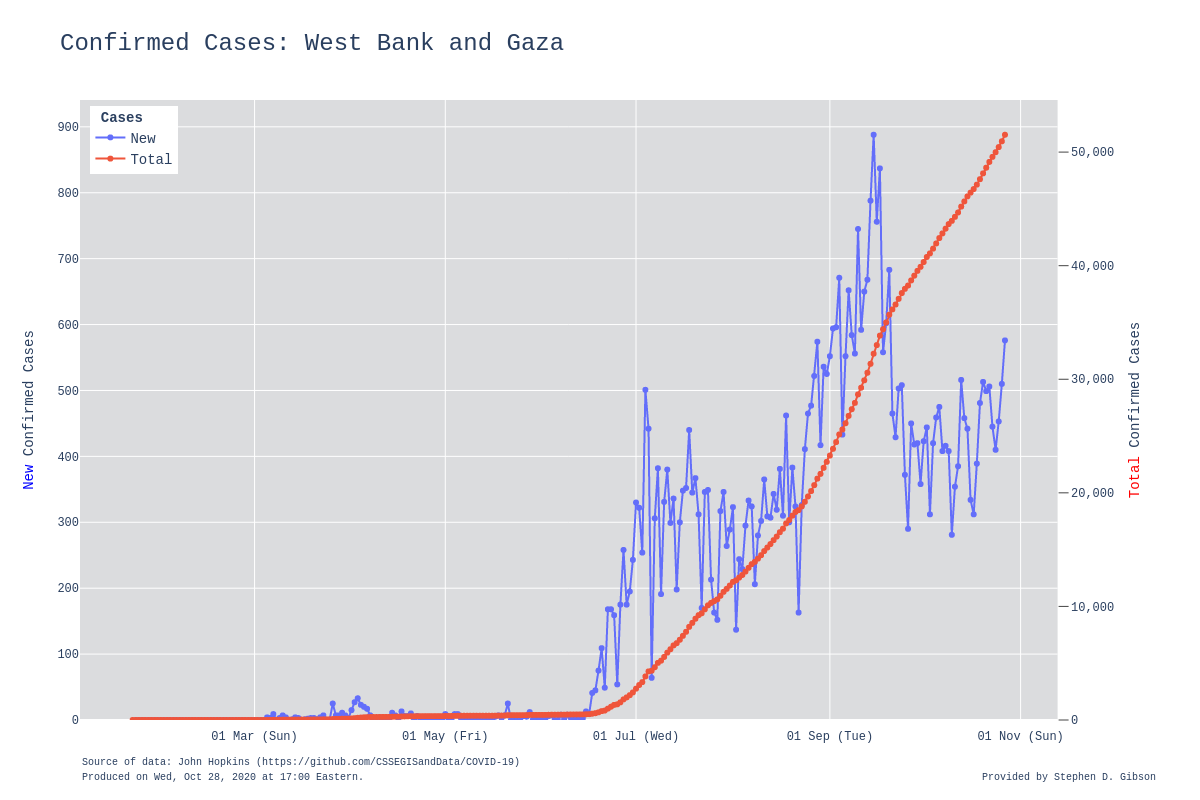 Confirmed Cases: West Bank and Gaza
Cases
New
Total
900
800
700
600
500
400
300
200
100
0
New Confirmed Cases
50,000
40,000
30,000
20,000
10,000
0
Total Confirmed Cases
01 Mar (Sun)
01 May (Fri)
01 Jul (Wed)
01 Sep (Tue)
01 Nov (Sun)
Source of data: John Hopkins (https://github.com/CSSEGISandData/COVID-19)
Produced on Wed, Oct 28, 2020 at 17:00 Eastern.
Provided by Stephen D. Gibson